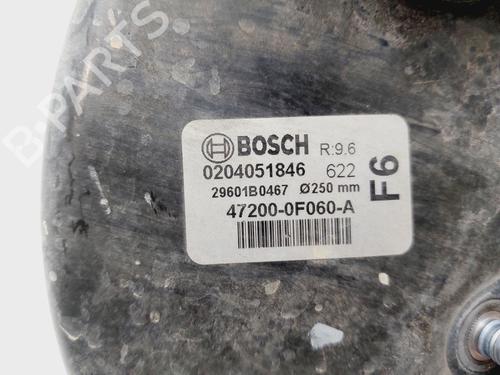 BOSCH R:9.6
0204051846 622
29601B0467 Ø250 mm
47200-0F060-A
F6
B-PARTS